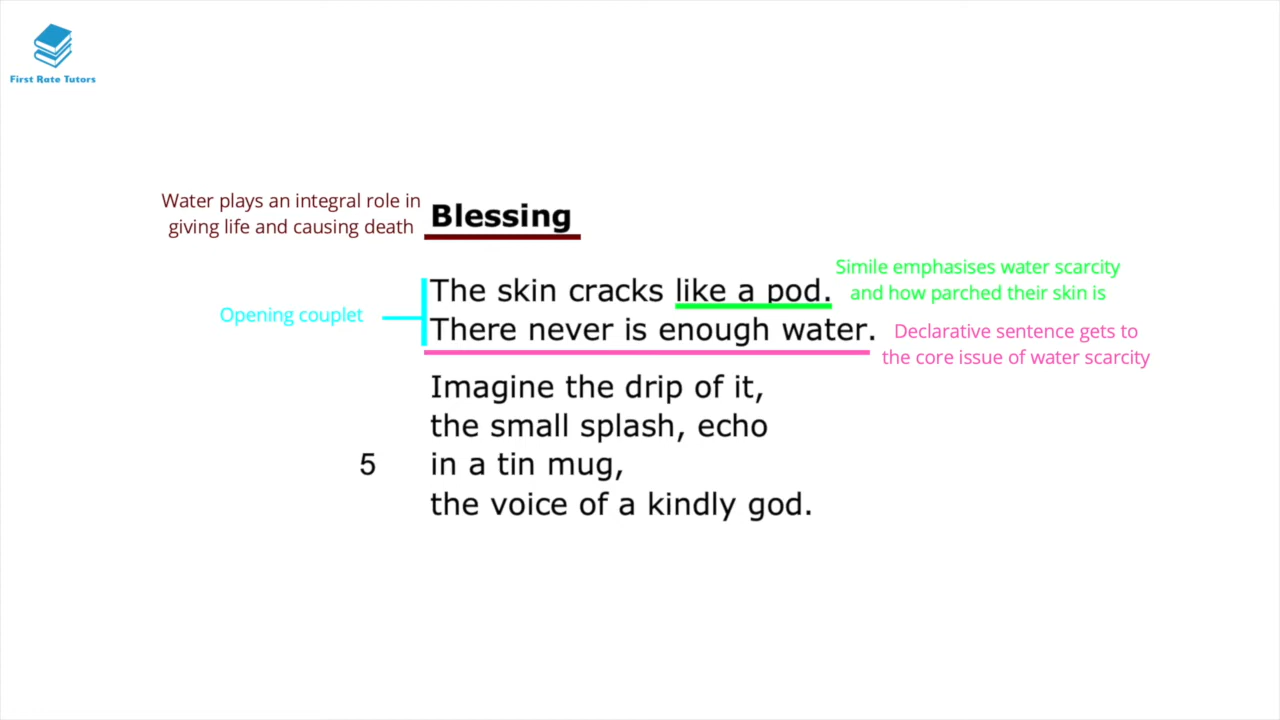 First Rate Tutors
Water plays an integral role in
giving life and causing death
Blessing
The skin cracks like a pod.
Simile emphasises water scarcity
and how parched their skin is
Opening couplet
There never is enough water.
Declarative sentence gets to
the core issue of water scarcity
Imagine the drip of it,
the small splash, echo
5 in a tin mug,
the voice of a kindly god.